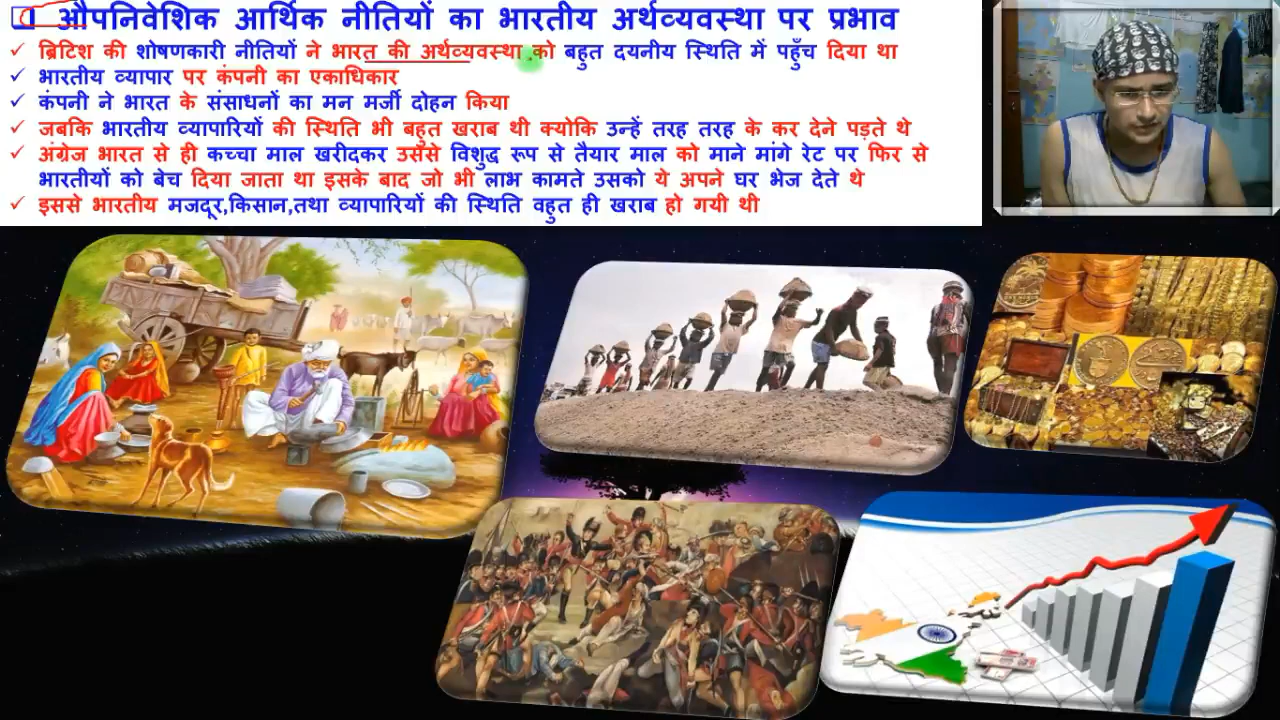 ❑ औपनिवेशिक आर्थिक नीतियों का भारतीय अर्थव्यवस्था पर प्रभाव
✓ ब्रिटिश की शोषणकारी नीतियों ने भारत की अर्थव्यवस्था को बहुत दयनीय स्थिति में पहुँच दिया था
✓ भारतीय व्यापार पर कंपनी का एकाधिकार
✓ कंपनी ने भारत के संसाधनों का मन मर्जी दोहन किया
✓ जबकि भारतीय व्यापारियों की स्थिति भी बहुत खराब थी क्योकि उन्हें तरह तरह के कर देने पड़ते थे
✓ अंग्रेज भारत से ही कच्चा माल खरीदकर उससे विशुद्ध रूप से तैयार माल को माने मांगे रेट पर फिर से
भारतीयों को बेच दिया जाता था इसके बाद जो भी लाभ कामते उसको ये अपने घर भेज देते थे
✓ इससे भारतीय मजदूर,किसान,तथा व्यापारियों की स्थिति वहुत ही खराब हो गयी थी